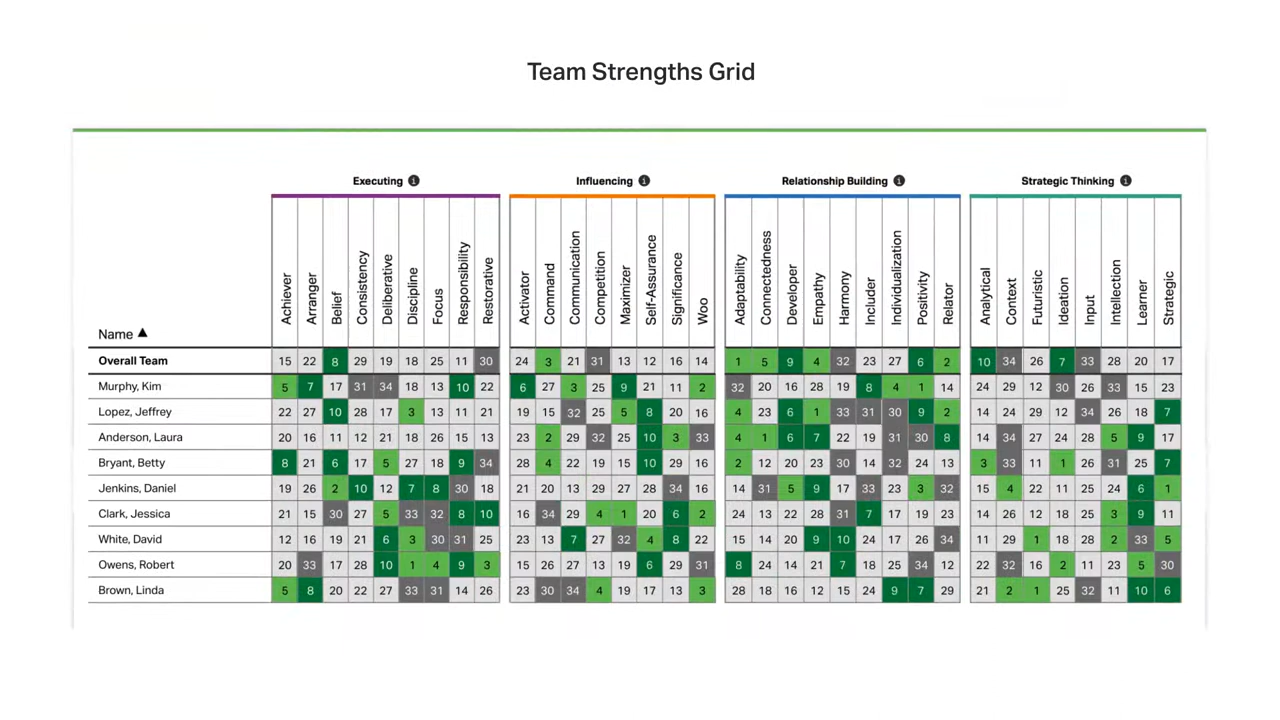 Team Strengths Grid
Executing i Influencing i Relationship Building i Strategic Thinking i
Name ▲ Achiever Arranger Belief Consistency Deliberative Discipline Focus Responsibility Restorative Activator Command Communication Competition Maximizer Self-Assurance Significance Woo Adaptability Connectedness Developer Empathy Harmony Includer Individualization Positivity Relator Analytical Context Futuristic Ideation Input Intellection Learner Strategic
Overall Team 15 22 8 29 19 18 25 11 30 24 3 21 31 13 12 16 14 1 5 9 4 32 23 27 6 2 10 34 26 7 33 28 20 17
Murphy, Kim 5 7 17 31 34 18 13 10 22 6 27 3 25 9 21 11 2 32 20 16 28 19 8 4 1 14 24 29 12 30 26 33 15 23
Lopez, Jeffrey 22 27 10 28 17 3 13 11 21 19 15 32 25 5 8 20 16 4 23 6 1 33 31 30 9 2 14 24 29 12 34 26 18 7
Anderson, Laura 20 16 11 12 21 18 26 15 13 23 2 29 32 25 10 3 33 4 1 6 7 22 19 31 30 8 14 34 27 24 28 5 9 17
Bryant, Betty 8 21 6 17 5 27 18 9 34 28 4 22 19 15 10 29 16 2 12 20 23 30 14 32 24 13 3 33 11 1 26 31 25 7
Jenkins, Daniel 19 26 2 10 12 7 8 30 18 21 20 13 29 27 28 34 16 14 31 5 9 17 33 23 3 32 15 4 22 11 25 24 6 1
Clark, Jessica 21 15 30 27 5 33 32 8 10 16 34 29 4 1 20 6 2 24 13 22 28 31 7 17 19 23 14 26 12 18 25 3 9 11
White, David 12 16 19 21 6 3 30 31 25 23 13 7 27 32 4 8 22 15 14 20 9 10 24 17 26 34 11 29 1 18 28 2 33 5
Owens, Robert 20 33 17 28 10 1 4 9 3 15 26 27 13 19 6 29 31 8 24 14 21 7 18 25 34 12 22 32 16 2 11 23 5 30
Brown, Linda 5 8 20 22 27 33 31 14 26 23 30 34 4 19 17 13 3 28 18 16 12 15 24 9 7 29 21 2 1 25 32 11 10 6